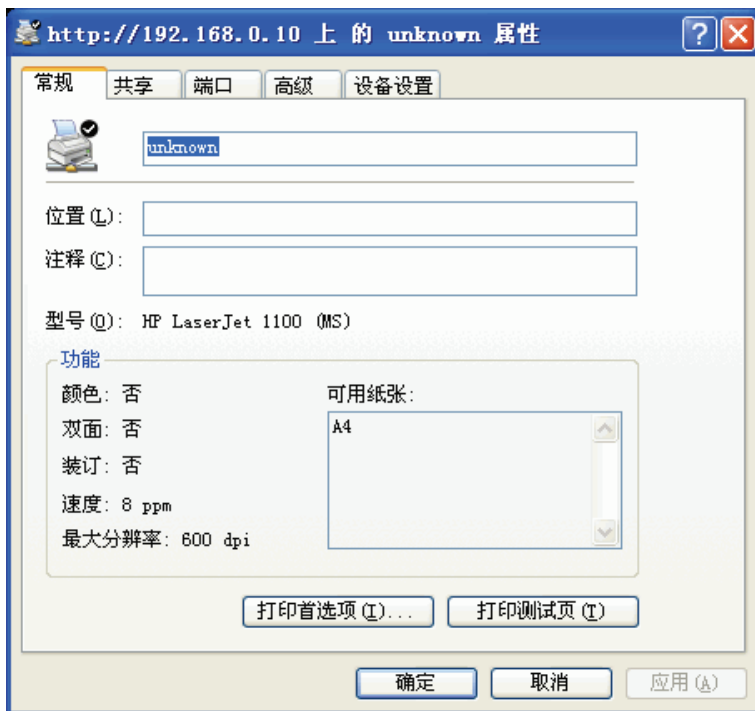 http://192.168.0.10 上 的 unknown 属性
常规 共享 端口 高级 设备设置
unknown
位置(L):
注释(C):
型号(O): HP LaserJet 1100 (MS)
功能
颜色: 否 可用纸张:
双面: 否 A4
装订: 否
速度: 8 ppm
最大分辨率: 600 dpi
打印首选项(I)... 打印测试页(T)
确定 取消 应用(A)